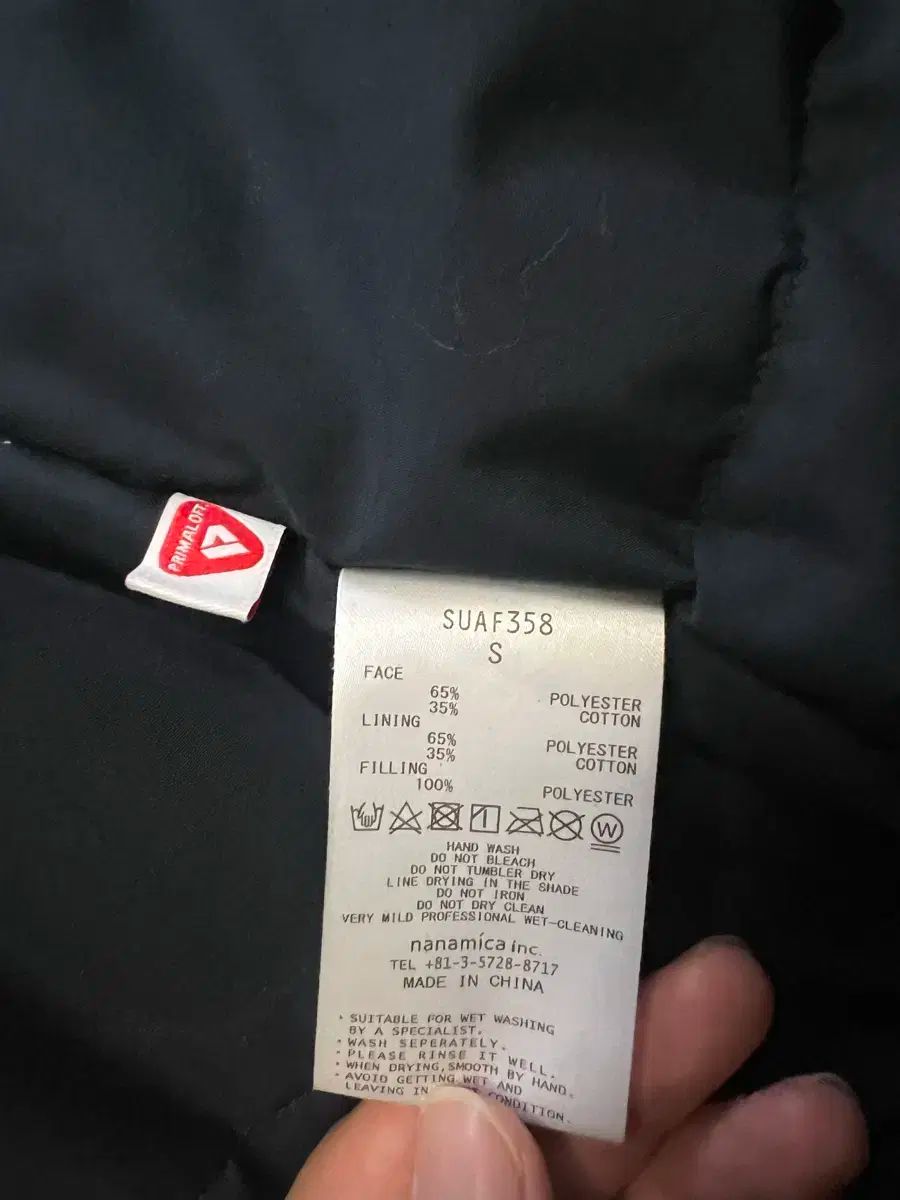 PRIMALOFT
SUAF358
S
FACE
65% POLYESTER
35% COTTON
LINING
65% POLYESTER
35% COTTON
FILLING
100% POLYESTER
W
HAND WASH
DO NOT BLEACH
DO NOT TUMBLER DRY
LINE DRYING IN THE SHADE
DO NOT IRON
DO NOT DRY CLEAN
VERY MILD PROFESSIONAL WET-CLEANING
nanamica inc.
TEL +81-3-5728-8717
MADE IN CHINA
・SUITABLE FOR WET WASHING
BY A SPECIALIST.
・WASH SEPERATELY.
・PLEASE RINSE IT WELL.
・WHEN DRYING,SMOOTH BY HAND.
・AVOID GETTING WET AND
LEAVING IN CONDITION.